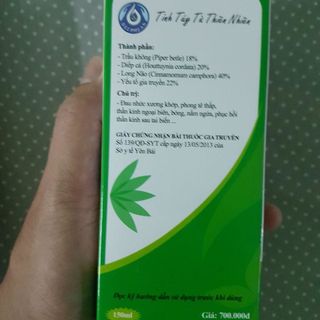 Tinh Túy Từ Thiên Nhiên
Thành phần:
- Trầu không (Piper betle) 18%
- Diếp cá (Houttuynia cordata) 20%
- Long Não (Cinnamomum camphora) 40%
- Yếu tố gia truyền 22%
Chủ trị:
- Đau nhức xương khớp, phong tê thấp,
thần kinh ngoại biên, bỏng, nấm ngứa, phục hồi
thần kinh sau tai biến ...
GIẤY CHỨNG NHẬN BÀI THUỐC GIA TRUYỀN
Số 139/QĐ-SYT cấp ngày 13/05/2013 của
Sở y tế Yên Bái
Đọc kỹ hướng dẫn sử dụng trước khi dùng
150ml
Giá: 700.000đ